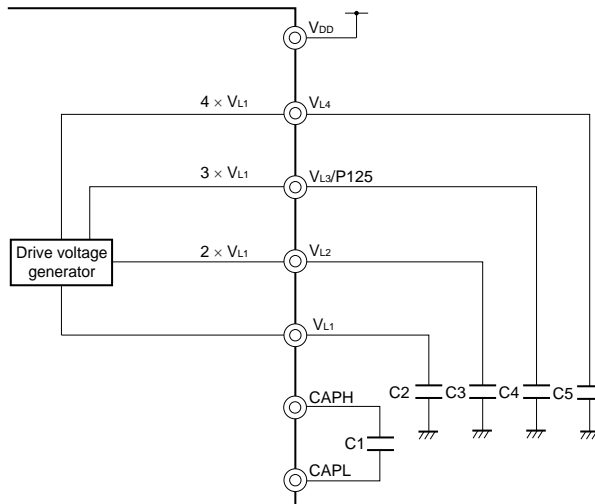 VDD
4 × VL1
VL4
3 × VL1
VL3/P125
Drive voltage
generator
2 × VL1
VL2
VL1
C2
C3
C4
C5
CAPH
C1
CAPL